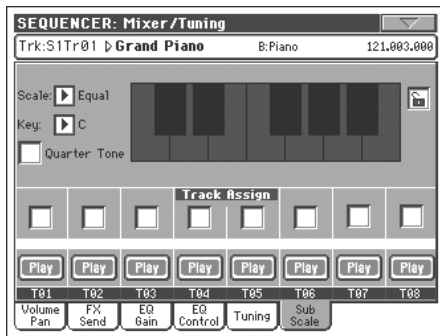 SEQUENCER: Mixer/Tuning
Trk:S1Tr01 Grand Piano B:Piano 121.003.000
Scale: Equal
Key: C
Quarter Tone
Track Assign
Play Play Play Play Play Play Play Play
T01 T02 T03 T04 T05 T06 T07 T08
Volume Pan FX Send EQ Gain EQ Control Tuning Sub Scale